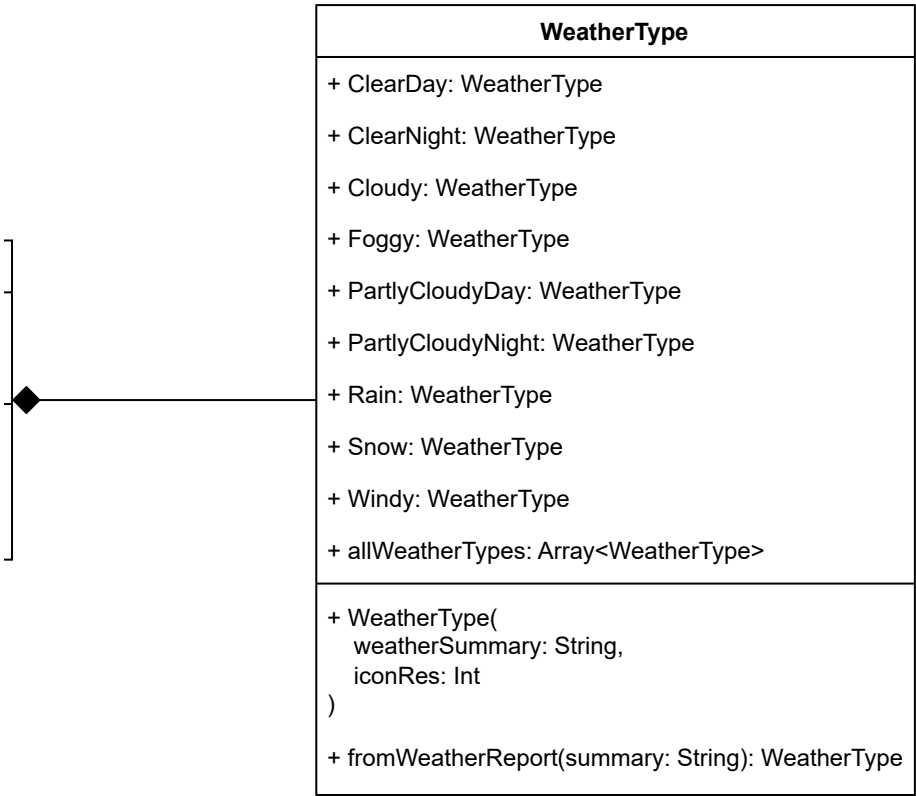 WeatherType
+ ClearDay: WeatherType
+ ClearNight: WeatherType
+ Cloudy: WeatherType
+ Foggy: WeatherType
+ PartlyCloudyDay: WeatherType
+ PartlyCloudyNight: WeatherType
+ Rain: WeatherType
+ Snow: WeatherType
+ Windy: WeatherType
+ allWeatherTypes: Array<WeatherType>
+ WeatherType(
weatherSummary: String,
iconRes: Int
)
+ fromWeatherReport(summary: String): WeatherType